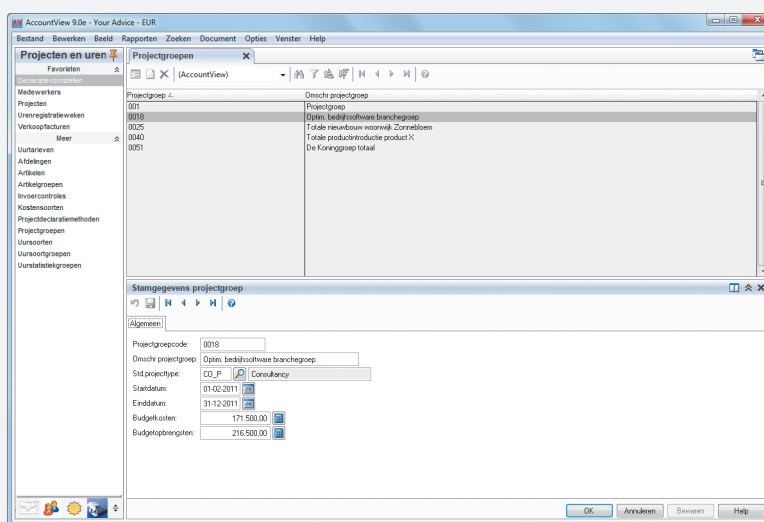 AccountView 9.0e - Your Advice - EUR
Bestand Bewerken Beeld Rapporten Zoeken Document Opties Venster Help
Projecten en uren
Projectgroepen
Favorieten
Declaratievoorstellen
(AccountView)
Medewerkers
Projecten
Urenregistratieweken
Verkoopfacturen
Meer
Uurtarieven
Afdelingen
Artikelen
Artikelgroepen
Invoercontroles
Kostensoorten
Projectdeclaratiemethoden
Projectgroepen
Uursoorten
Uursoortgroepen
Uurstatistiekgroepen
Projectgroep Omschr projectgroep
001 Projectgroep
0018 Optim. bedrijfssoftware branchegroep
0025 Totale nieuwbouw woonwijk Zonnebloem
0040 Totale productintroductie product X
0051 De Koninggroep totaal
Stamgegevens projectgroep
Algemeen
Projectgroepcode: 0018
Omschr projectgroep: Optim. bedrijfssoftware branchegroep
Std.projecttype: CO_P Consultancy
Startdatum: 01-02-2011
Einddatum: 31-12-2011
Budgetkosten: 171.500,00
Budgetopbrengsten: 216.500,00
OK Annuleren Bewaren Help